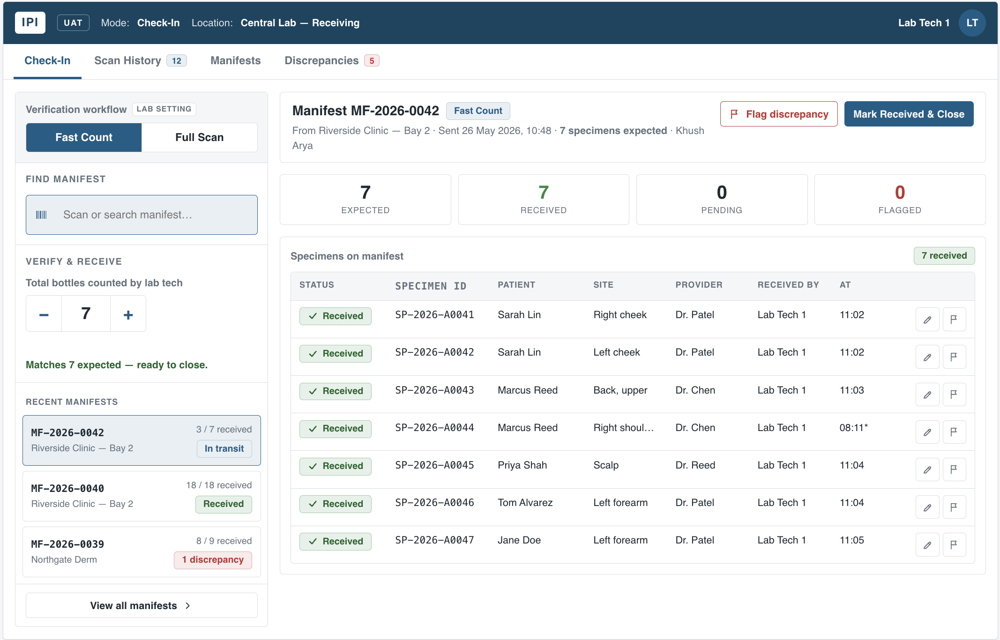 IPI UAT Mode: Check-In Location: Central Lab — Receiving Lab Tech 1 LT
Check-In Scan History 12 Manifests Discrepancies 5
Verification workflow LAB SETTING
Fast Count Full Scan
FIND MANIFEST
Scan or search manifest…
VERIFY & RECEIVE
Total bottles counted by lab tech
− 7 +
Matches 7 expected — ready to close.
RECENT MANIFESTS
MF-2026-0042 3 / 7 received
Riverside Clinic — Bay 2 In transit
MF-2026-0040 18 / 18 received
Riverside Clinic — Bay 2 Received
MF-2026-0039 8 / 9 received
Northgate Derm 1 discrepancy
View all manifests >
Manifest MF-2026-0042 Fast Count Flag discrepancy Mark Received & Close
From Riverside Clinic — Bay 2 · Sent 26 May 2026, 10:48 · 7 specimens expected · Khush
Arya
7 7 0 0
EXPECTED RECEIVED PENDING FLAGGED
Specimens on manifest 7 received
STATUS SPECIMEN ID PATIENT SITE PROVIDER RECEIVED BY AT
✓ Received SP-2026-A0041 Sarah Lin Right cheek Dr. Patel Lab Tech 1 11:02
✓ Received SP-2026-A0042 Sarah Lin Left cheek Dr. Patel Lab Tech 1 11:02
✓ Received SP-2026-A0043 Marcus Reed Back, upper Dr. Chen Lab Tech 1 11:03
✓ Received SP-2026-A0044 Marcus Reed Right shoul… Dr. Chen Lab Tech 1 08:11*
✓ Received SP-2026-A0045 Priya Shah Scalp Dr. Reed Lab Tech 1 11:04
✓ Received SP-2026-A0046 Tom Alvarez Left forearm Dr. Patel Lab Tech 1 11:04
✓ Received SP-2026-A0047 Jane Doe Left forearm Dr. Patel Lab Tech 1 11:05